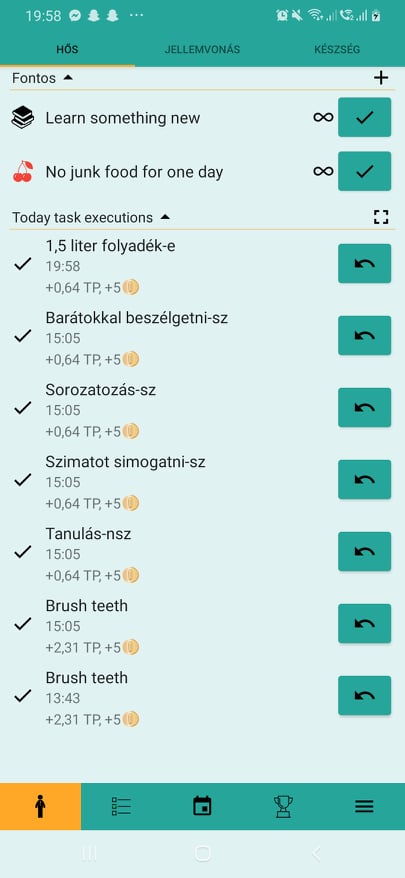 19:58
HŐS JELLEMVONÁS KÉSZSÉG
Fontos
Learn something new
No junk food for one day
Today task executions
1,5 liter folyadék-e
19:58
+0,64 TP, +5
Barátokkal beszélgetni-sz
15:05
+0,64 TP, +5
Sorozatozás-sz
15:05
+0,64 TP, +5
Szimatot simogatni-sz
15:05
+0,64 TP, +5
Tanulás-nsz
15:05
+0,64 TP, +5
Brush teeth
15:05
+2,31 TP, +5
Brush teeth
13:43
+2,31 TP, +5